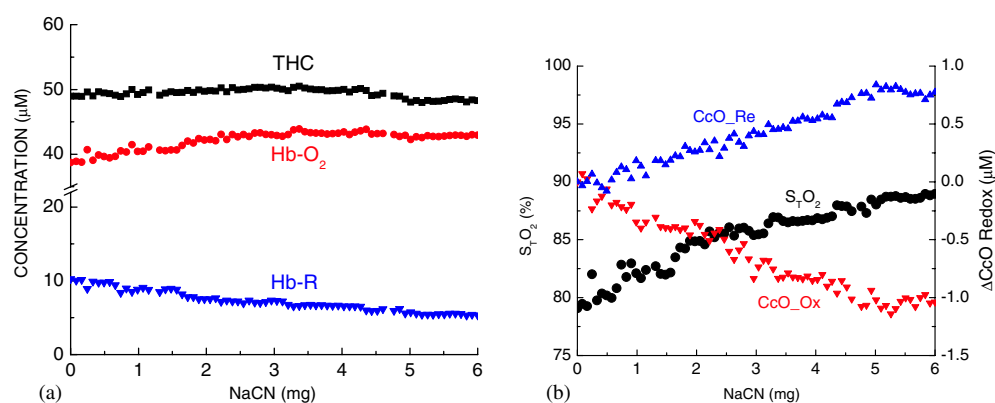 60
50
40
20
10
0
CONCENTRATION (μM)
THC
Hb-O₂
Hb-R
0 1 2 3 4 5 6
NaCN (mg)
(a)
100
95
90
85
80
75
SₜO₂ (%)
CcO_Re
SₜO₂
CcO_Ox
1.0
0.5
0.0
-0.5
-1.0
-1.5
ΔCcO Redox (μM)
0 1 2 3 4 5 6
NaCN (mg)
(b)